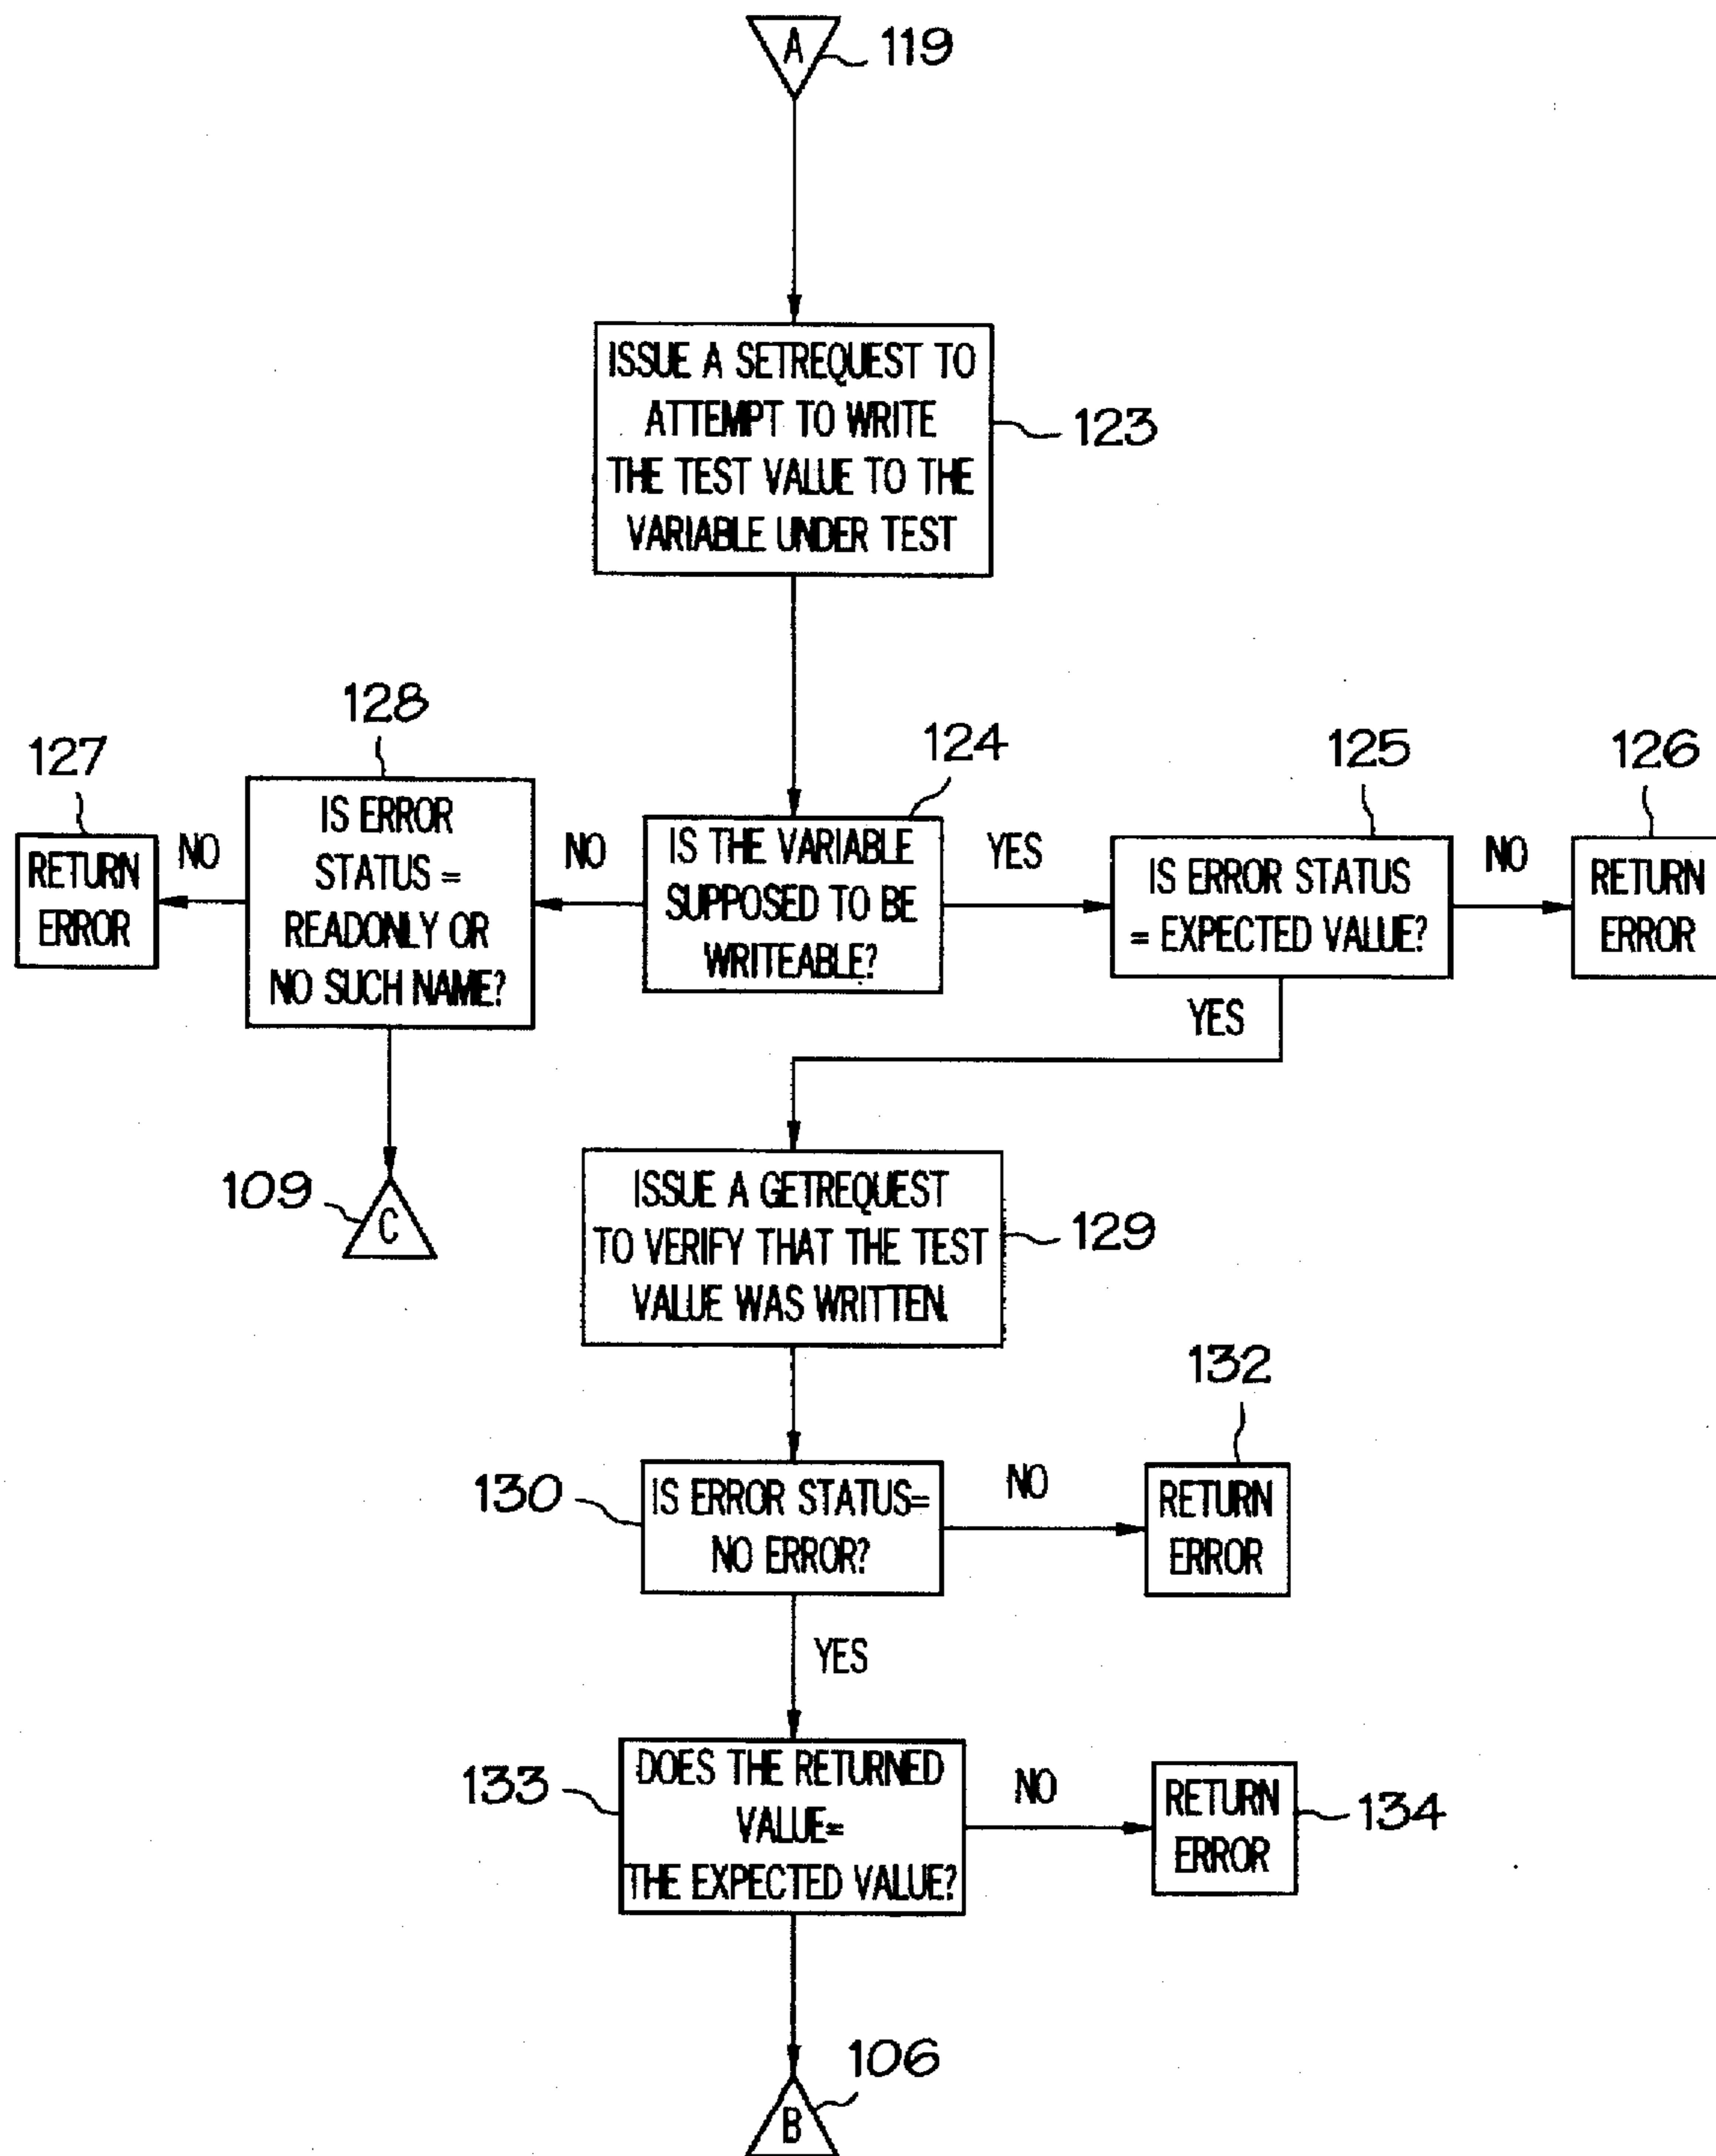 A
119
ISSUE A SETREQUEST TO
ATTEMPT TO WRITE
THE TEST VALUE TO THE
VARIABLE UNDER TEST
123
128
IS ERROR
STATUS =
READONLY OR
NO SUCH NAME?
127
RETURN
ERROR
NO
NO
124
IS THE VARIABLE
SUPPOSED TO BE
WRITEABLE?
YES
125
IS ERROR STATUS
= EXPECTED VALUE?
NO
126
RETURN
ERROR
YES
109
C
ISSUE A GETREQUEST
TO VERIFY THAT THE TEST
VALUE WAS WRITTEN.
129
130
IS ERROR STATUS=
NO ERROR?
NO
132
RETURN
ERROR
YES
133
DOES THE RETURNED
VALUE=
THE EXPECTED VALUE?
NO
RETURN
ERROR
134
106
B